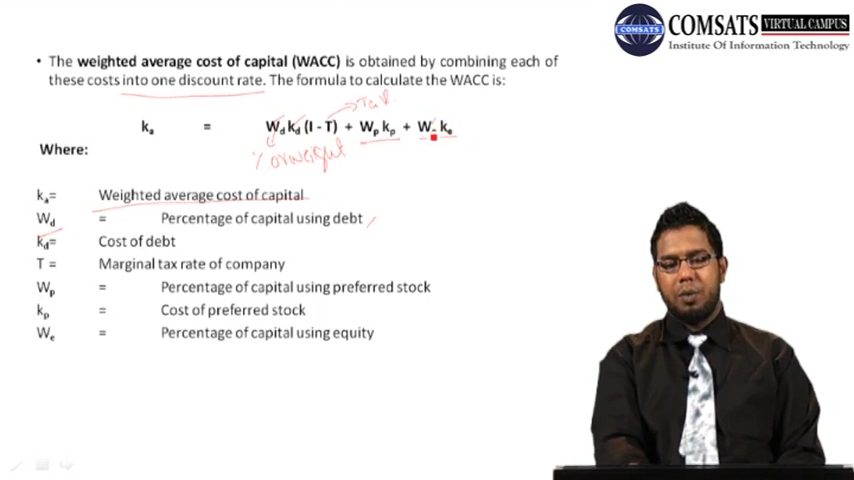 COMSATS VIRTUAL CAMPUS
Institute Of Information Technology
• The weighted average cost of capital (WACC) is obtained by combining each of
these costs into one discount rate. The formula to calculate the WACC is:
Tax
ka = Wd kd (I - T) + Wp kp + We ke
% or weight
Where:
ka= Weighted average cost of capital
Wd = Percentage of capital using debt
kd= Cost of debt
T = Marginal tax rate of company
Wp = Percentage of capital using preferred stock
kp = Cost of preferred stock
We = Percentage of capital using equity